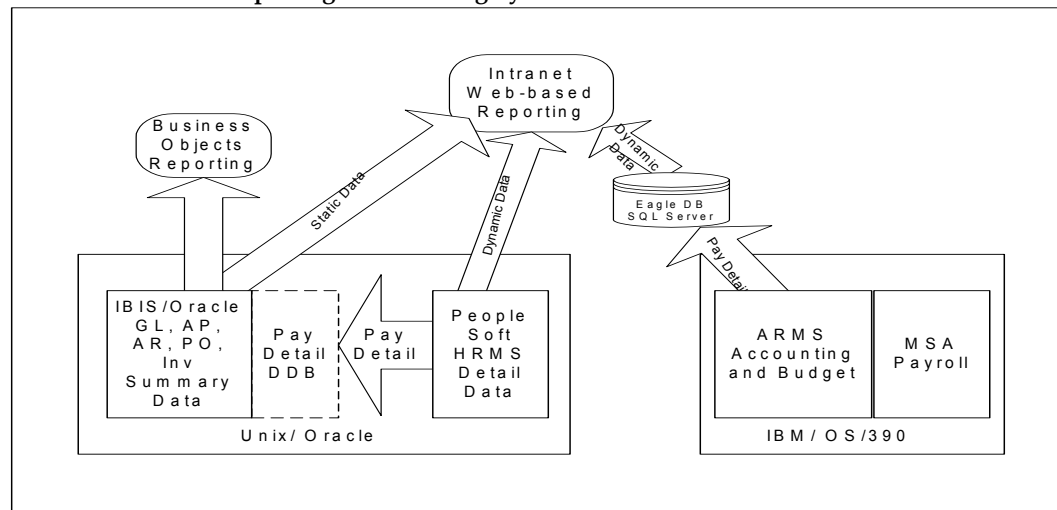 Intranet
Web-based
Reporting
Business
Objects
Reporting
Dynamic
Data
Static Data
Dynamic Data
Eagle DB
SQL Server
Pay Detail
IBIS/Oracle
GL, AP,
AR, PO,
Inv
Summary
Data
Pay
Detail
DDB
Pay
Detail
People
Soft
HRMS
Detail
Data
ARMS
Accounting
and Budget
MSA
Payroll
Unix/Oracle
IBM/OS/390